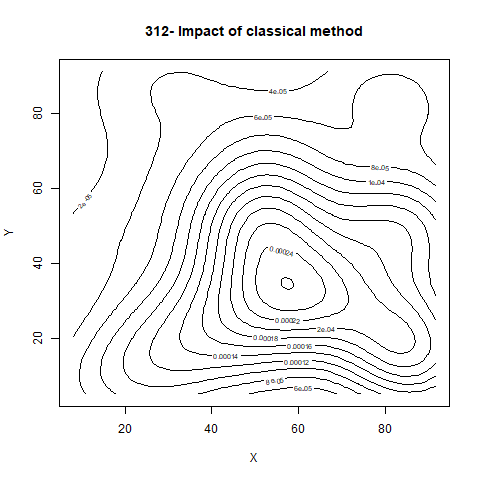 312- Impact of classical method
4e-05
6e-05
8e-05
1e-04
2e-05
0.00024
0.00022
2e-04
0.00018
0.00016
0.00014
0.00012
8e-05
6e-05
80
60
40
20
Y
20 40 60 80
X